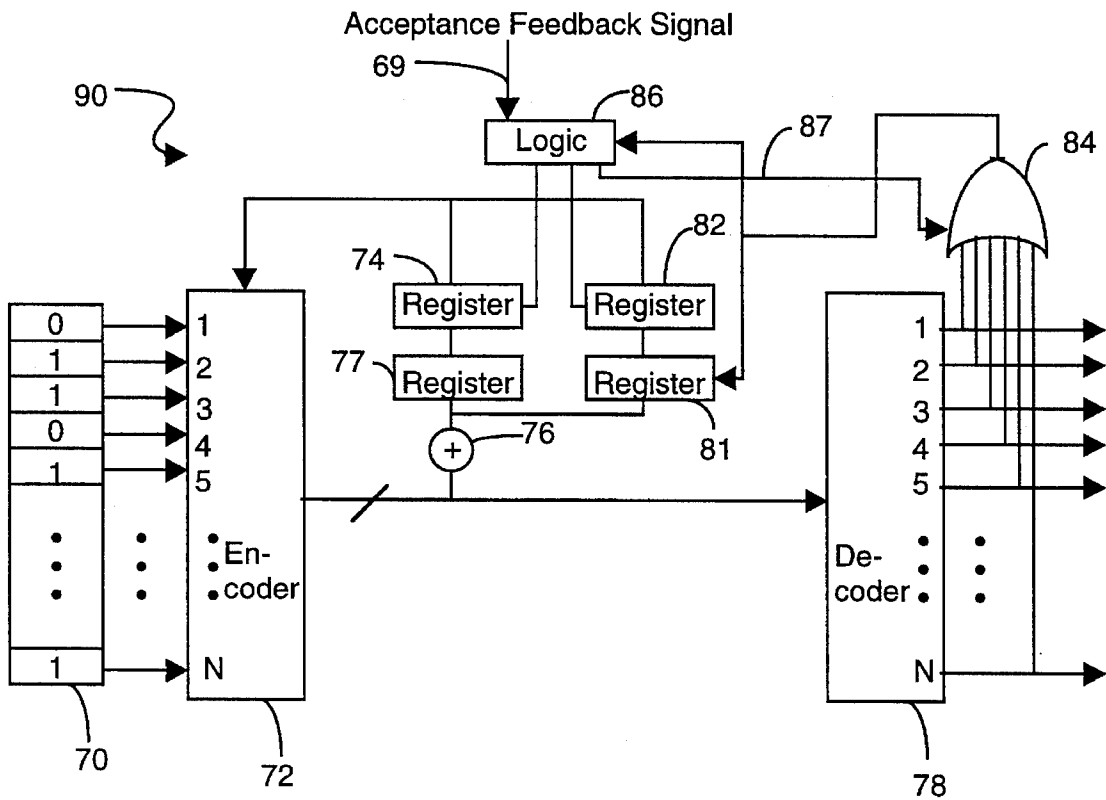 Acceptance Feedback Signal
69
90
86
Logic
87
84
82
74
Register
Register
77
Register
Register
76
81
+
0
1
1
0
1
1
1
2
3
4
5
En-
coder
N
1
2
3
4
5
De-
coder
N
70
72
78